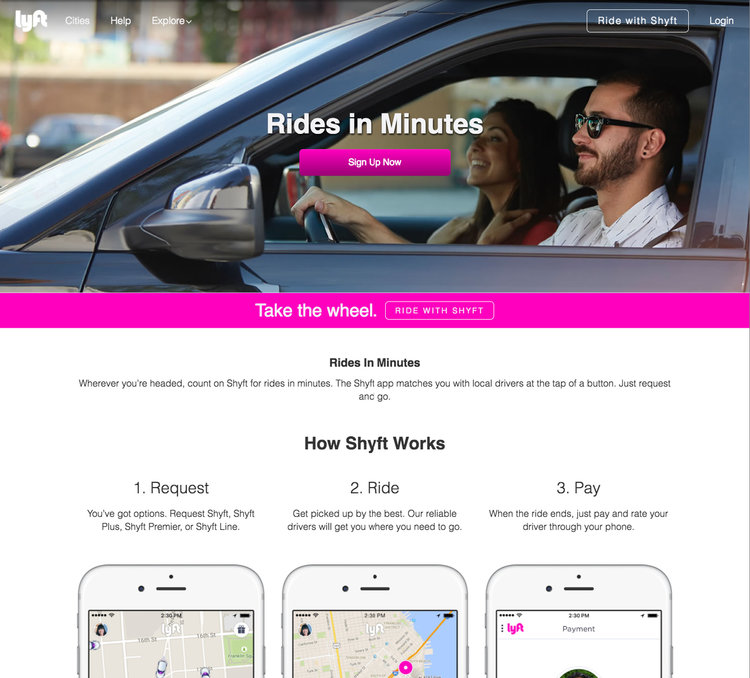 lyft Cities Help Explore Ride with Shyft Login
Rides in Minutes
Sign Up Now
Take the wheel. RIDE WITH SHYFT
Rides In Minutes
Wherever you're headed, count on Shyft for rides in minutes. The Shyft app matches you with local drivers at the tap of a button. Just request
and go.
How Shyft Works
1. Request
You've got options. Request Shyft, Shyft
Plus, Shyft Premier, or Shyft Line.
2. Ride
Get picked up by the best. Our reliable
drivers will get you where you need to go.
3. Pay
When the ride ends, just pay and rate your
driver through your phone.
2:30 PM
lyft
16th St
16th St
2:38 PM
lyft
2:30 PM
lyft Payment